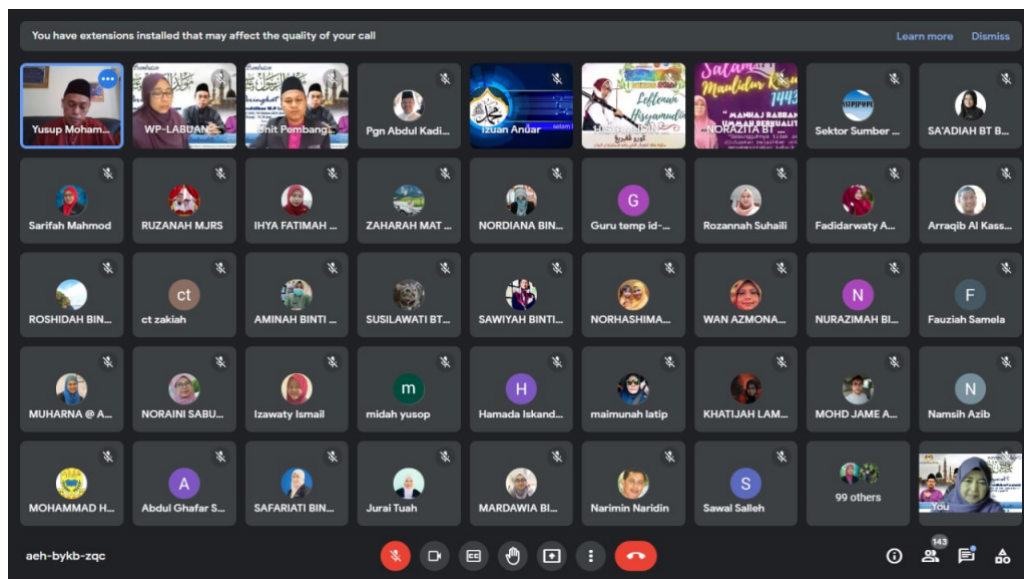 You have extensions installed that may affect the quality of your call
Learn more Dismiss
Yusup Moham...
WP-LABUAN
Unit Pembang...
Pgn Abdul Kadi...
Izuan Anuar
Leftenan
Hisyamudin
Salam
Maulidur Rasul
1443
NORAZITA BT ...
Sektor Sumber ...
SA'ADIAH BT B...
Sarifah Mahmod
RUZANAH MJRS
IHYA FATIMAH ...
ZAHARAH MAT ...
NORDIANA BIN...
G
Guru temp id-...
Rozannah Suhaili
Fadidarwaty A...
Arraqib Al Kass...
ROSHIDAH BIN...
ct
ct zakiah
AMINAH BINTI ...
SUSILAWATI BT...
SAWIYAH BINTI...
NORHASHIMA...
WAN AZMONA...
N
NURAZIMAH BI...
F
Fauziah Samela
MUHARNA @ A...
NORAINI SABU...
Izawaty Ismail
m
midah yusop
H
Hamada Iskand...
maimunah latip
KHATIJAH LAM...
MOHD JAME A...
N
Namsih Azib
MOHAMMAD H...
A
Abdul Ghafar S...
SAFARIATI BIN...
Jurai Tuah
MARDAWIA BI...
Narimin Naridin
S
Sawal Salleh
99 others
You
aeh-bykb-zqc
CC
143